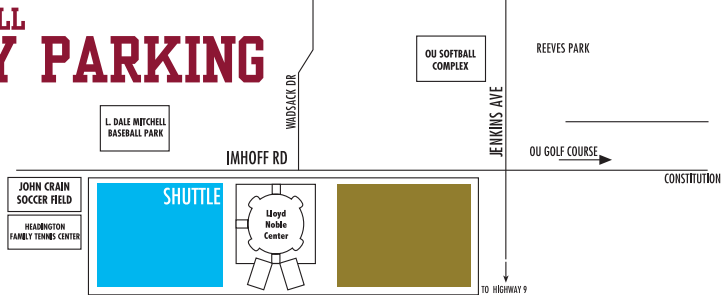 LL
Y PARKING
WADSACK DR
OU SOFTBALL
COMPLEX
REEVES PARK
JENKINS AVE
L. DALE MITCHELL
BASEBALL PARK
IMHOFF RD
OU GOLF COURSE
CONSTITUTION
JOHN CRAIN
SOCCER FIELD
SHUTTLE
HEADINGTON
FAMILY TENNIS CENTER
Lloyd
Noble
Center
TO HIGHWAY 9